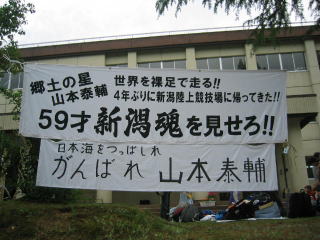 郷土の星
山本泰輔
世界を裸足で走る!!
4年ぶりに新潟陸上競技場に帰ってきた!!
59才新潟魂を見せろ!!
日本海をつっぱしれ
がんばれ 山本泰輔